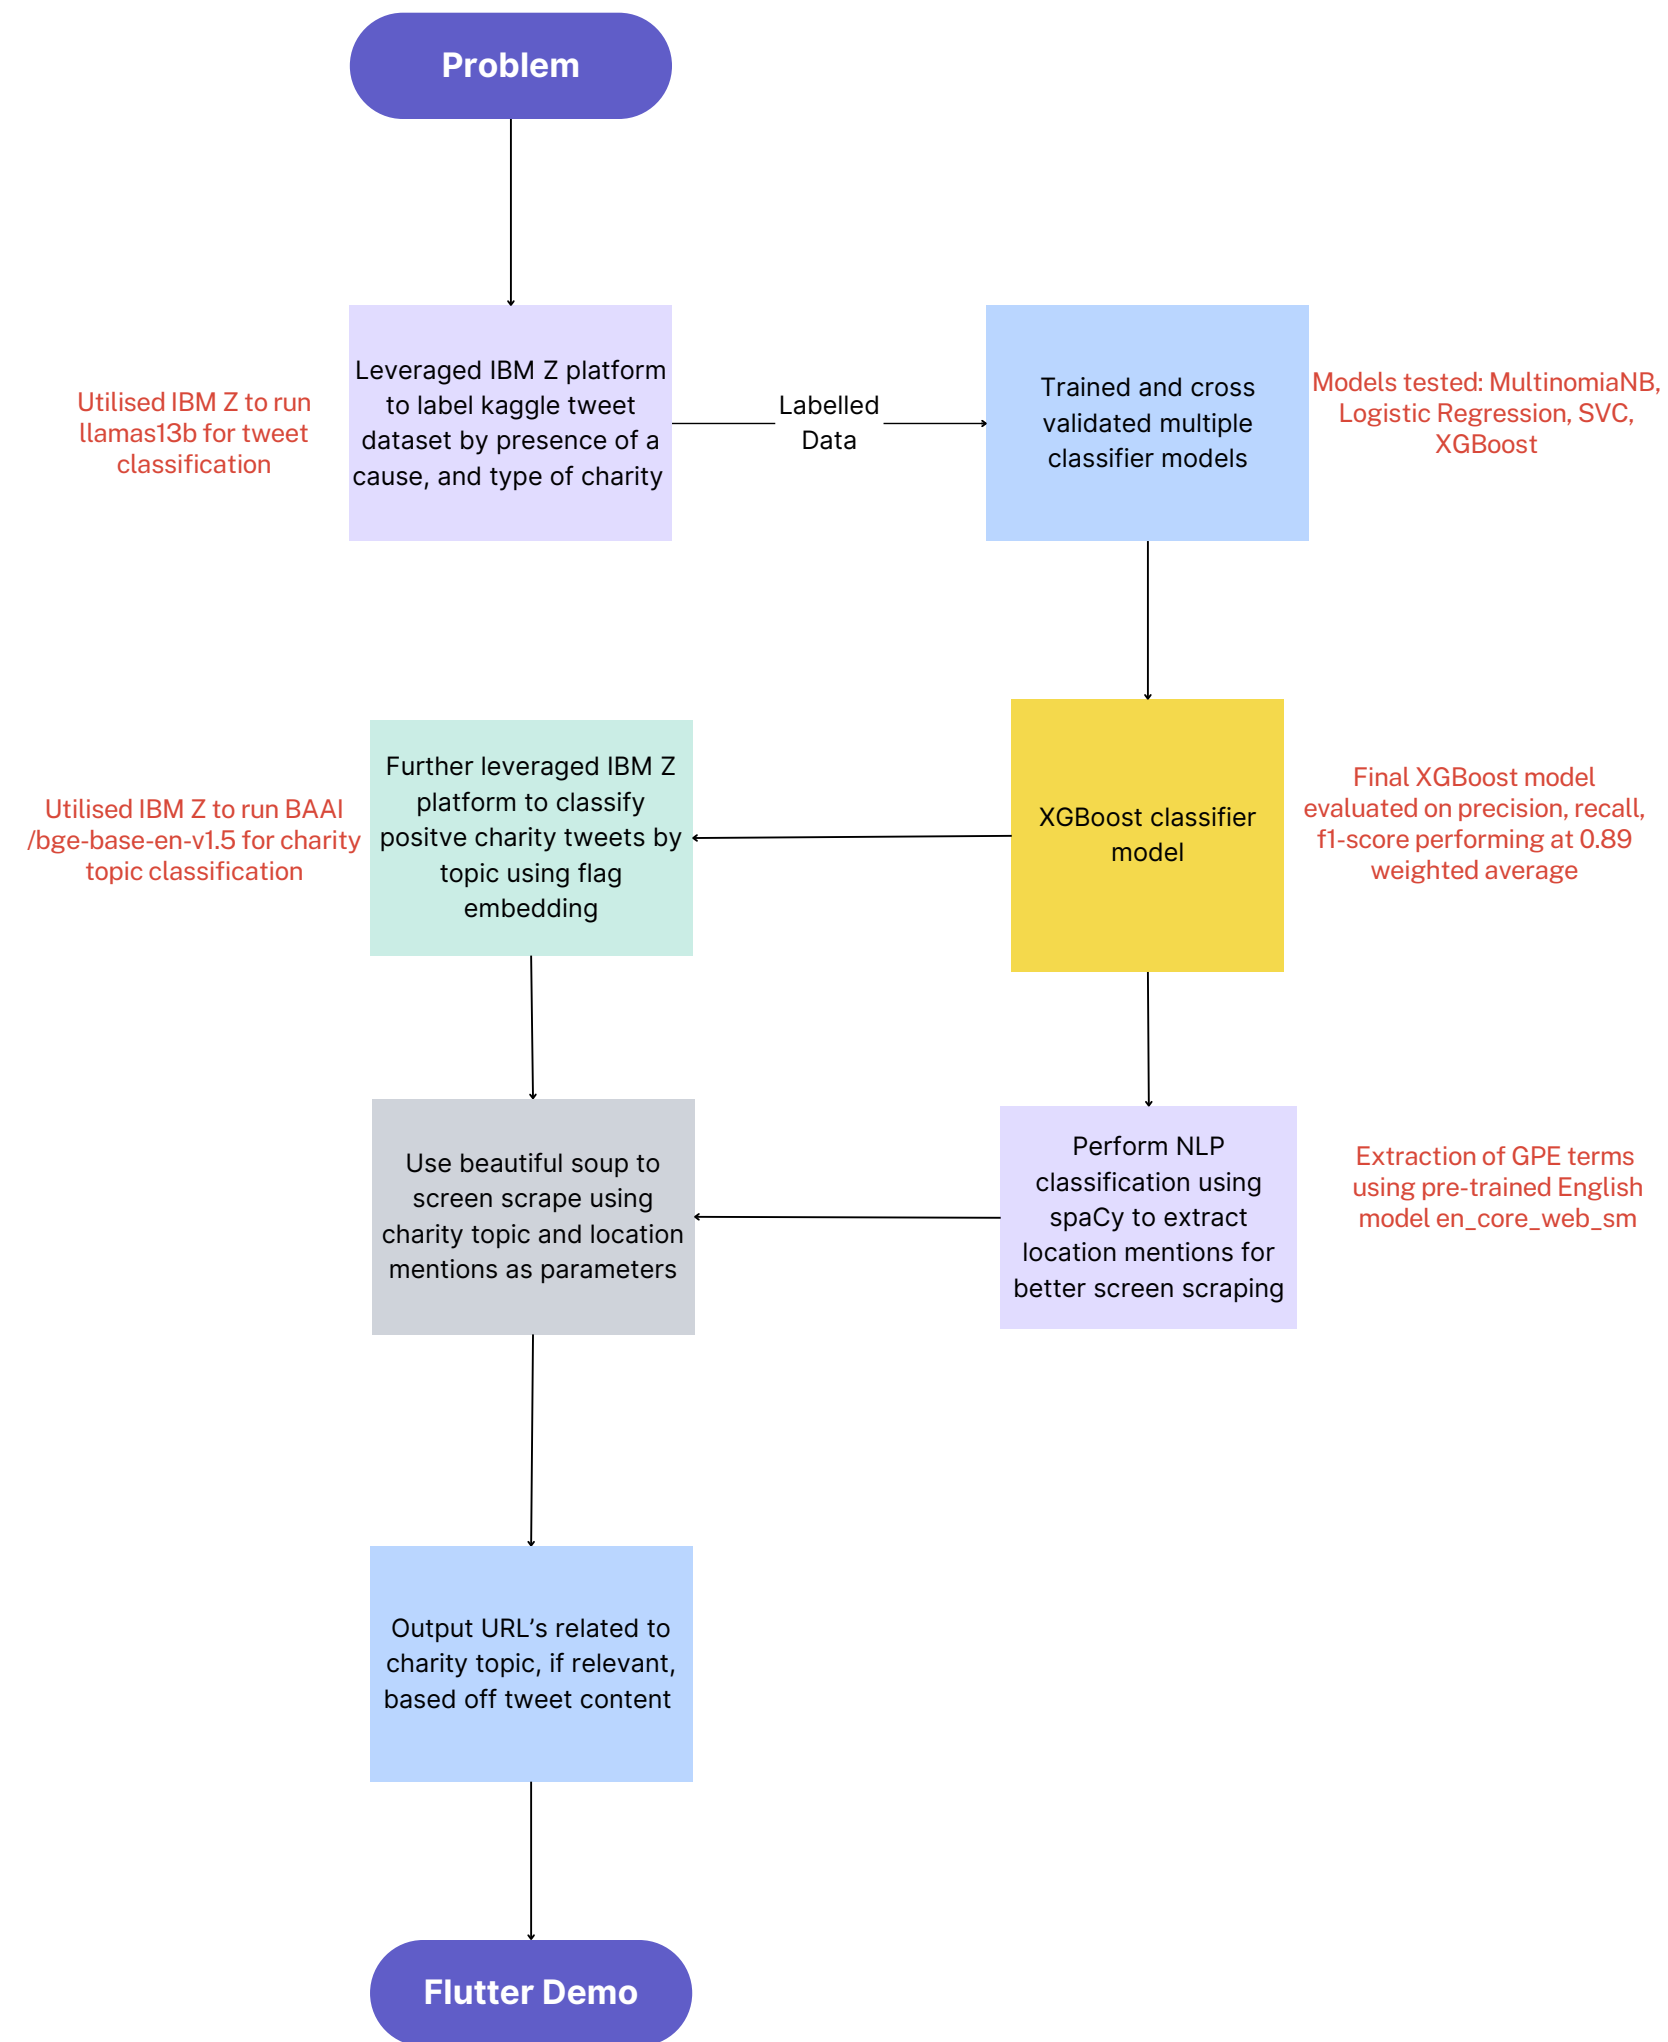 Problem
Utilised IBM Z to run
llamas13b for tweet
classification
Leveraged IBM Z platform
to label kaggle tweet
dataset by presence of a
cause, and type of charity
Labelled
Data
Trained and cross
validated multiple
classifier models
Models tested: MultinomiaNB,
Logistic Regression, SVC,
XGBoost
Utilised IBM Z to run BAAI
/bge-base-en-v1.5 for charity
topic classification
Further leveraged IBM Z
platform to classify
positve charity tweets by
topic using flag
embedding
XGBoost classifier
model
Final XGBoost model
evaluated on precision, recall,
f1-score performing at 0.89
weighted average
Use beautiful soup to
screen scrape using
charity topic and location
mentions as parameters
Perform NLP
classification using
spaCy to extract
location mentions for
better screen scraping
Extraction of GPE terms
using pre-trained English
model en_core_web_sm
Output URL’s related to
charity topic, if relevant,
based off tweet content
Flutter Demo